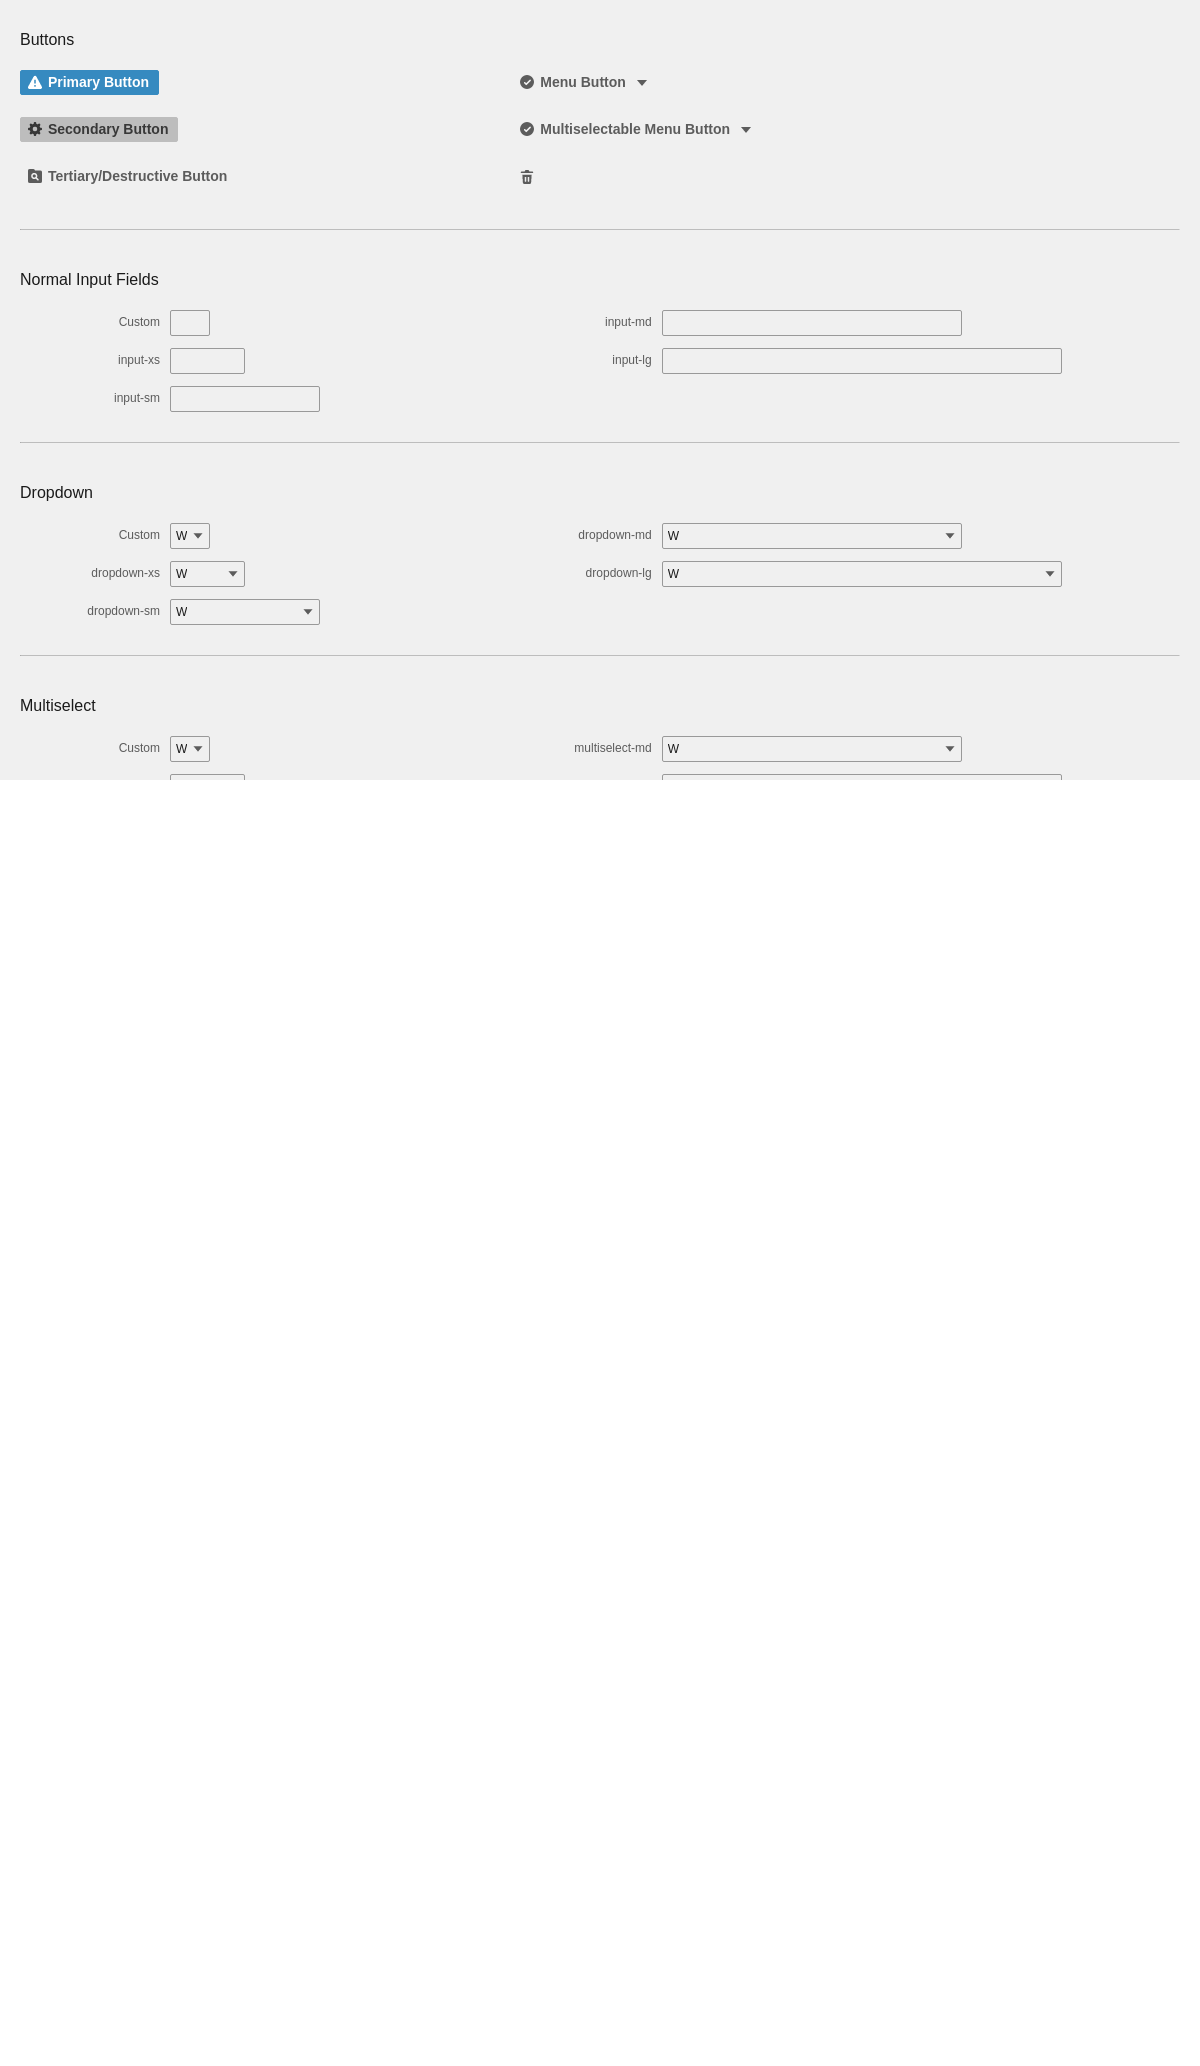 Buttons
Primary Button
Menu Button
Secondary Button
Multiselectable Menu Button
Tertiary/Destructive Button
Normal Input Fields
Custom
input-md
input-xs
input-lg
input-sm
Dropdown
Custom W
dropdown-md W
dropdown-xs W
dropdown-lg W
dropdown-sm W
Multiselect
Custom W
multiselect-md W